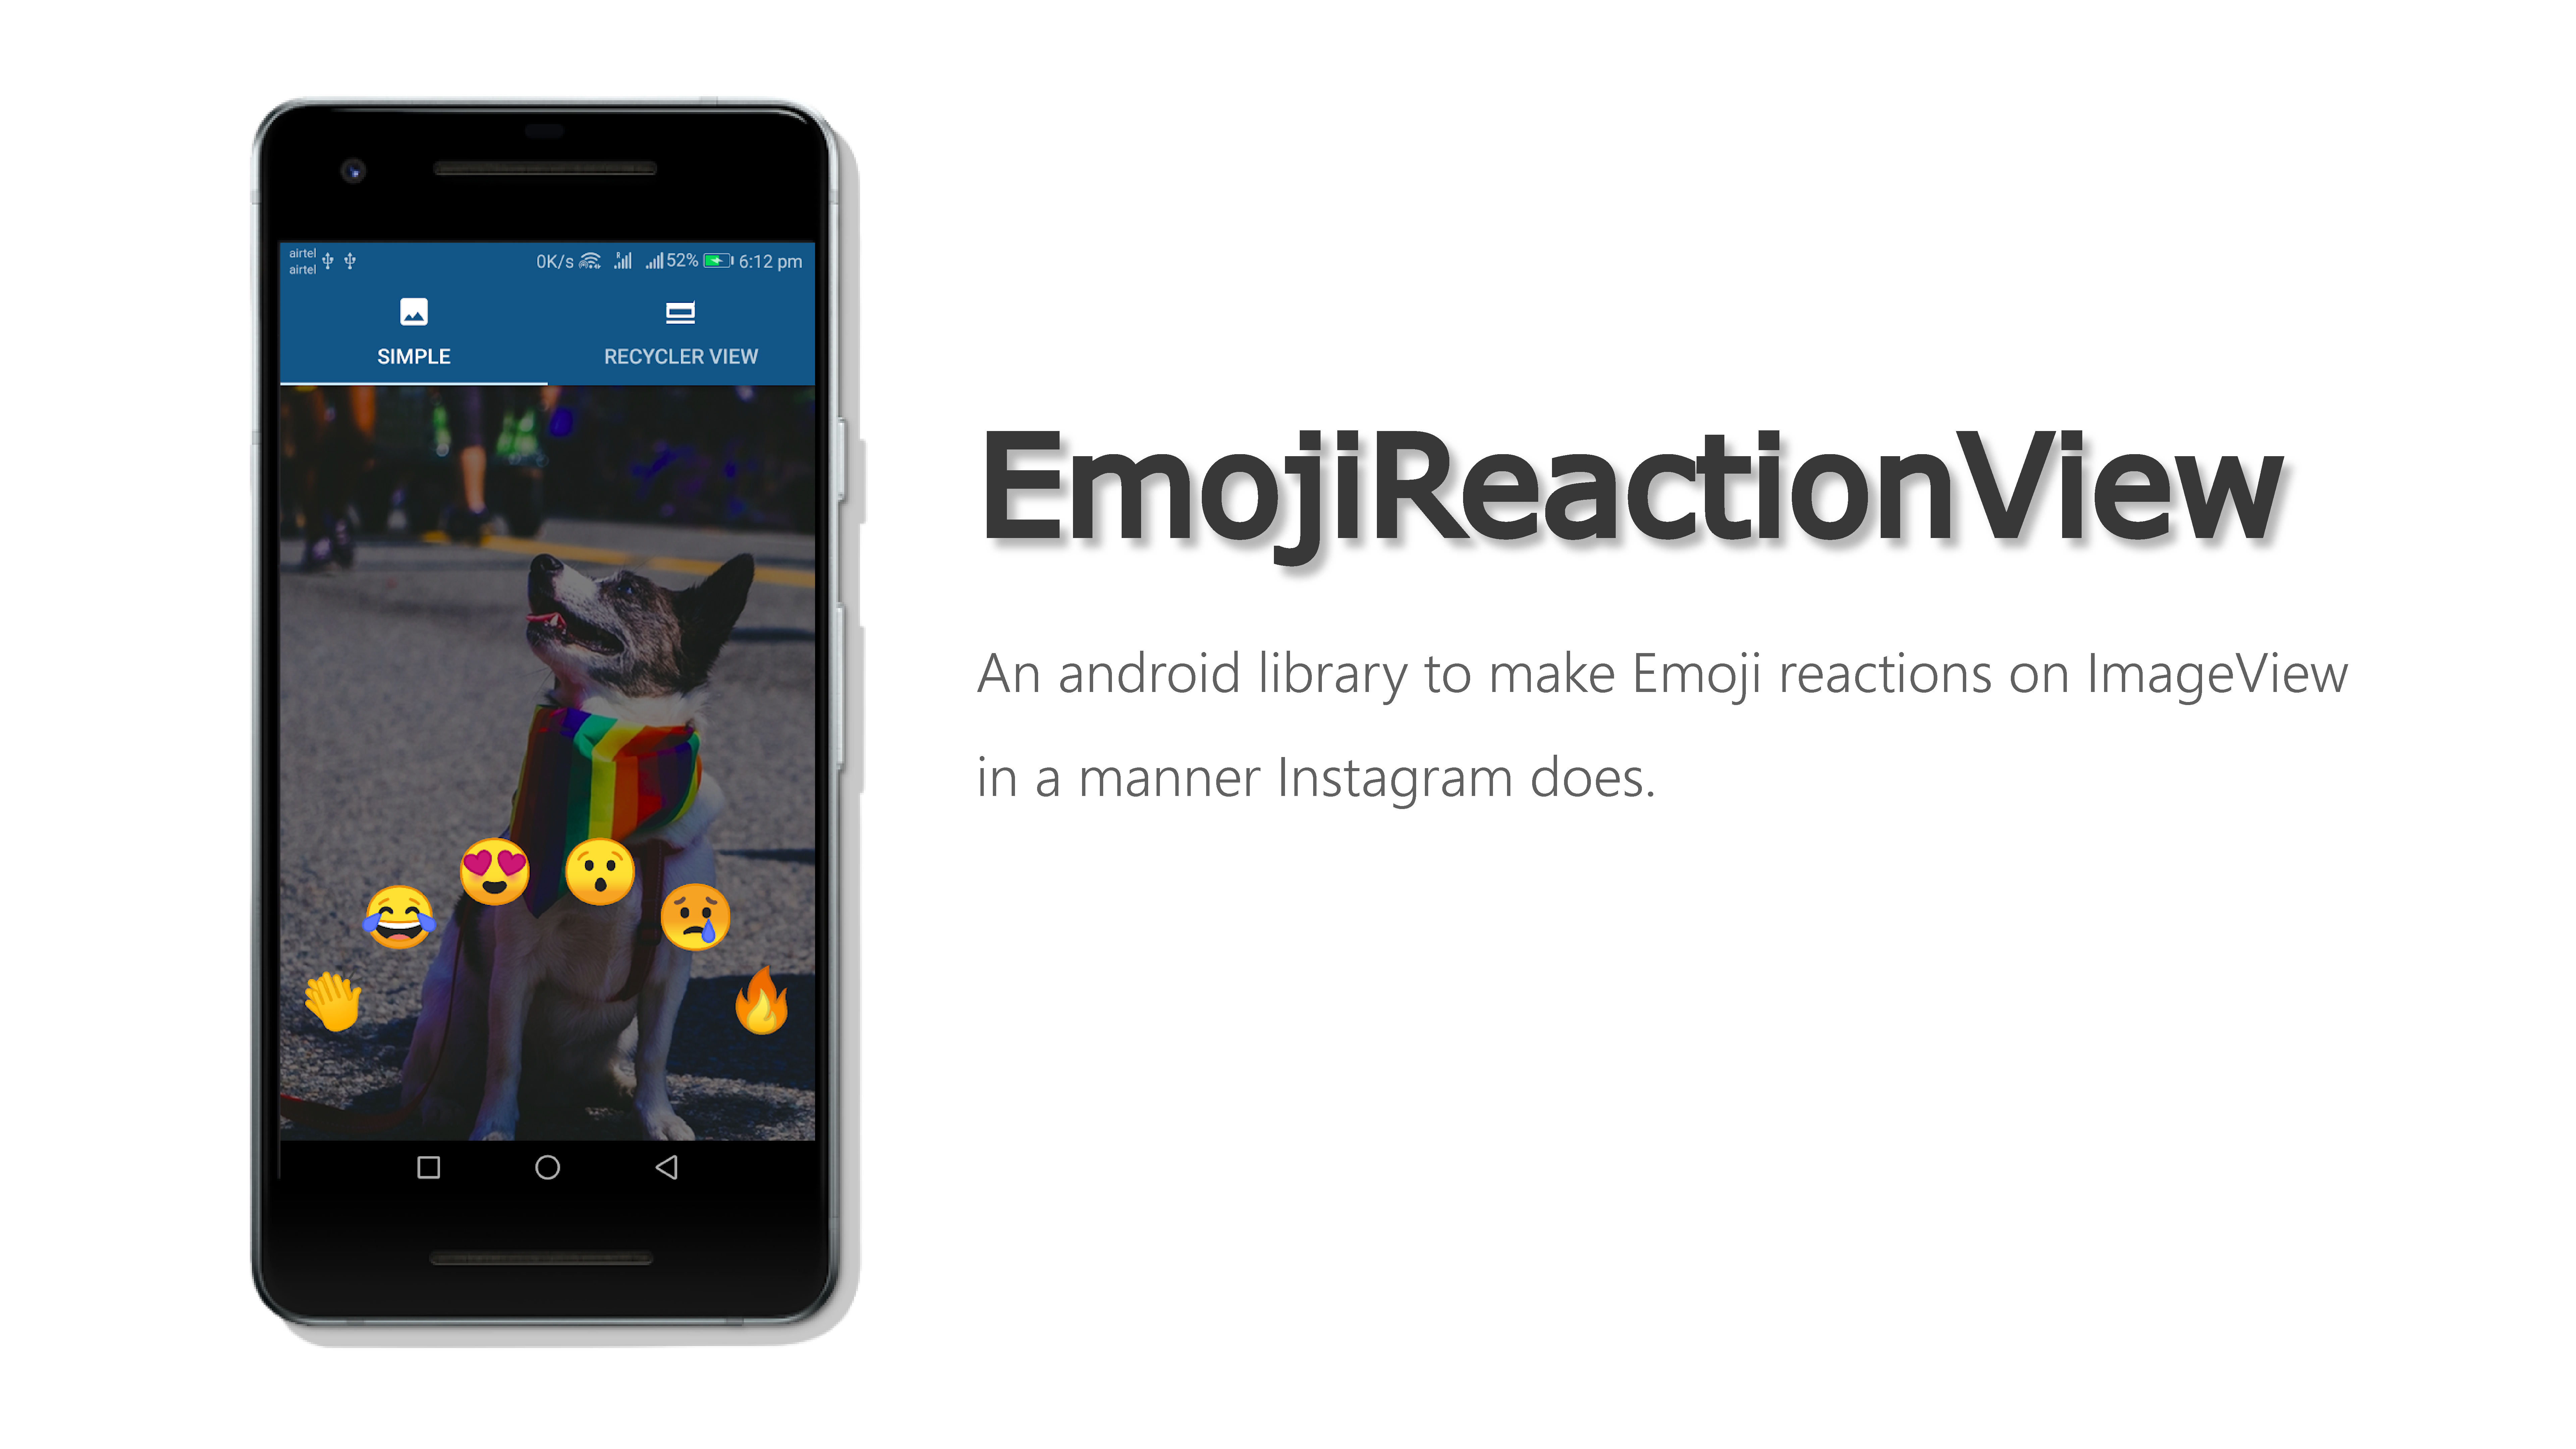 airtel
airtel
0K/s 52% 6:12 pm
SIMPLE
RECYCLER VIEW
EmojiReactionView
An android library to make Emoji reactions on ImageView
in a manner Instagram does.